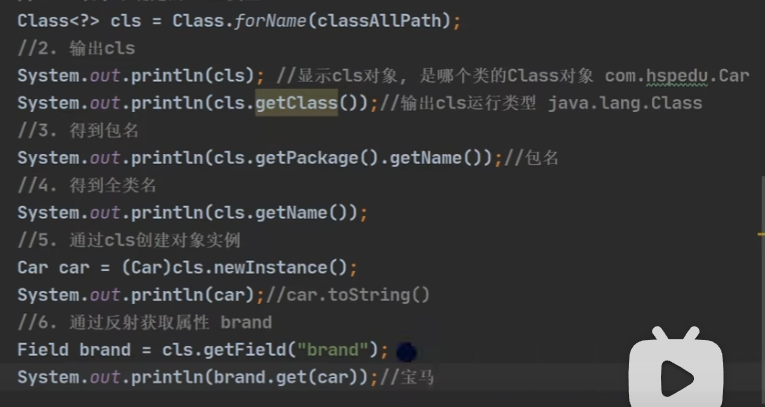 Class<?> cls = Class.forName(classAllPath);
//2. 输出cls
System.out.println(cls); //显示cls对象, 是哪个类的Class对象 com.hspedu.Car
System.out.println(cls.getClass());//输出cls运行类型 java.lang.Class
//3. 得到包名
System.out.println(cls.getPackage().getName());//包名
//4. 得到全类名
System.out.println(cls.getName());
//5. 通过cls创建对象实例
Car car = (Car)cls.newInstance();
System.out.println(car);//car.toString()
//6. 通过反射获取属性 brand
Field brand = cls.getField("brand");
System.out.println(brand.get(car));//宝马